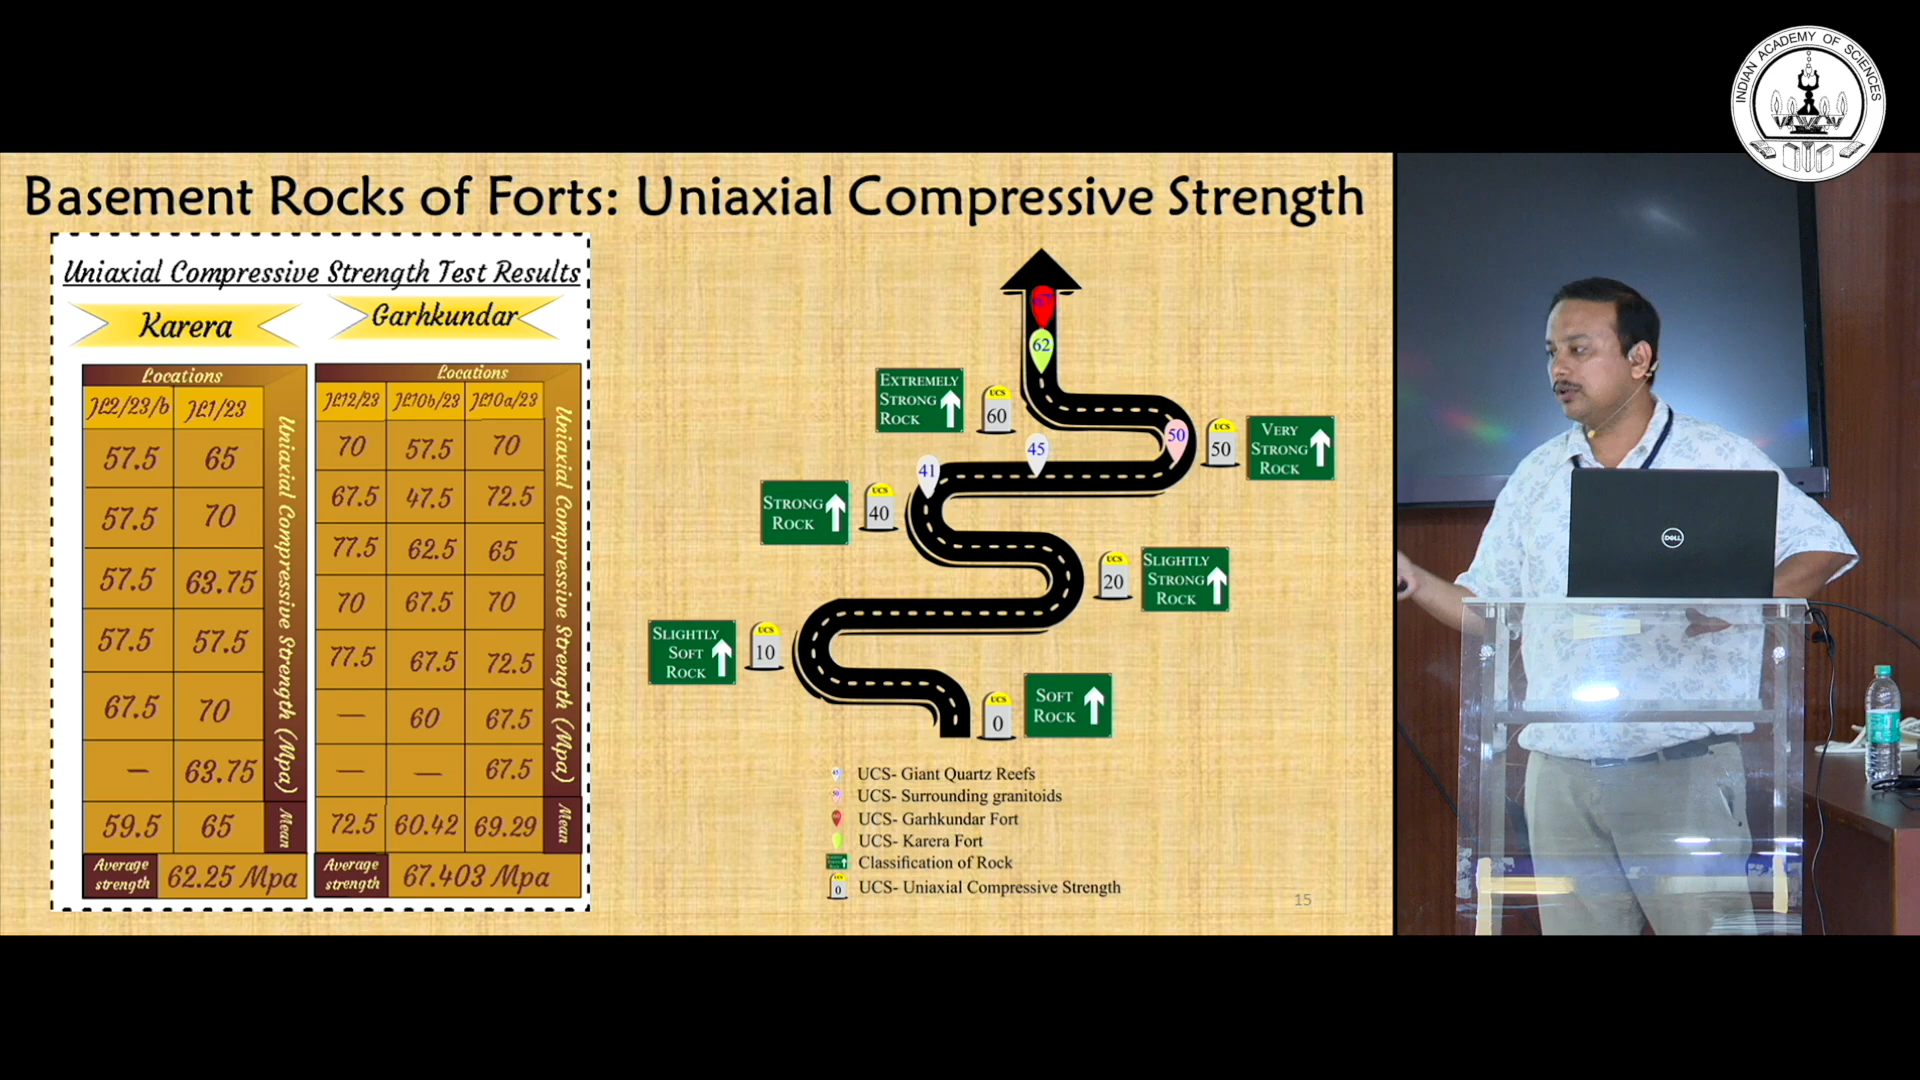 INDIAN ACADEMY OF SCIENCES
Basement Rocks of Forts: Uniaxial Compressive Strength
Uniaxial Compressive Strength Test Results
Karera
Garhkundar
Locations
JL2/23/b JL1/23
57.5 65
57.5 70
57.5 63.75
57.5 57.5
67.5 70
— 63.75
59.5 65
Uniaxial Compressive Strength (Mpa)
Mean
Average
strength
62.25 Mpa
Locations
JL12/23 JL10b/23 JL10a/23
70 57.5 70
67.5 47.5 72.5
77.5 62.5 65
70 67.5 70
77.5 67.5 72.5
— 60 67.5
— — 67.5
72.5 60.42 69.29
Uniaxial Compressive Strength (Mpa)
Mean
Average
strength
67.403 Mpa
67
62
EXTREMELY
STRONG
ROCK
UCS
60
50
UCS
50
VERY
STRONG
ROCK
45
41
STRONG
ROCK
UCS
40
UCS
20
SLIGHTLY
STRONG
ROCK
SLIGHTLY
SOFT
ROCK
UCS
10
UCS
0
SOFT
ROCK
UCS- Giant Quartz Reefs
UCS- Surrounding granitoids
UCS- Garhkundar Fort
UCS- Karera Fort
Classification of Rock
0 UCS- Uniaxial Compressive Strength
15
DELL